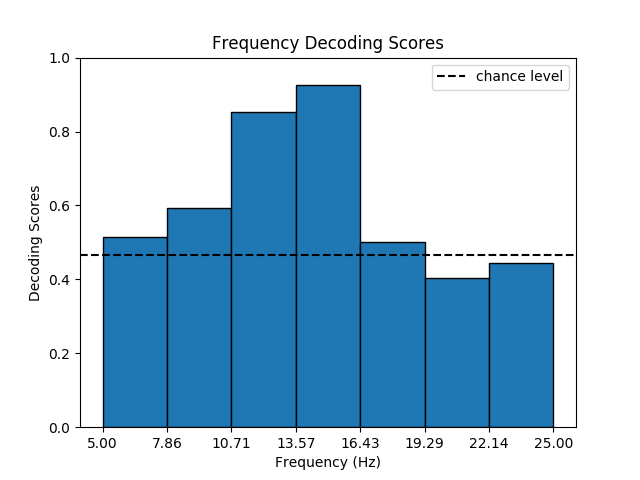 Frequency Decoding Scores
chance level
Decoding Scores
1.0
0.8
0.6
0.4
0.2
0.0
5.00 7.86 10.71 13.57 16.43 19.29 22.14 25.00
Frequency (Hz)